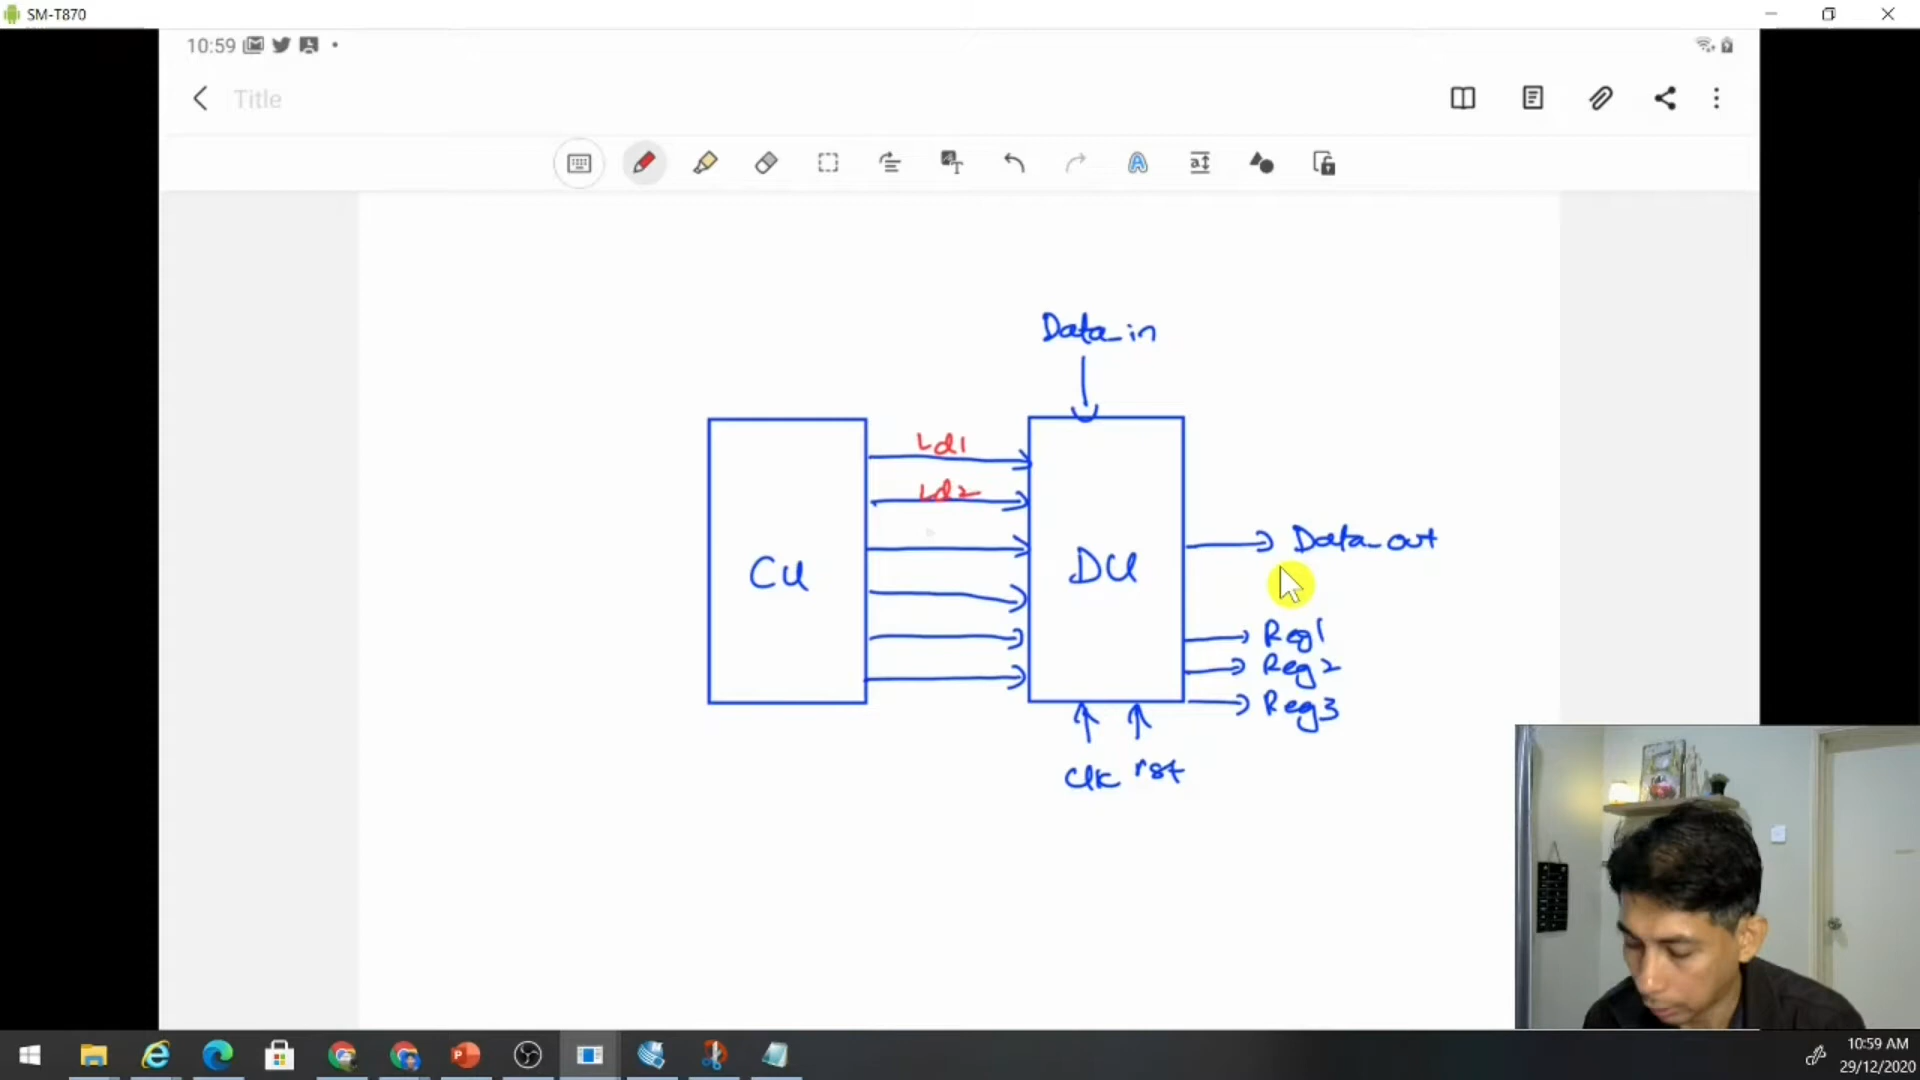 SM-T870
10:59
Title
Data_in
Ld1
Ld2
CU
DU
Data_out
Reg1
Reg2
Reg3
Clk rst
10:59 AM
29/12/2020